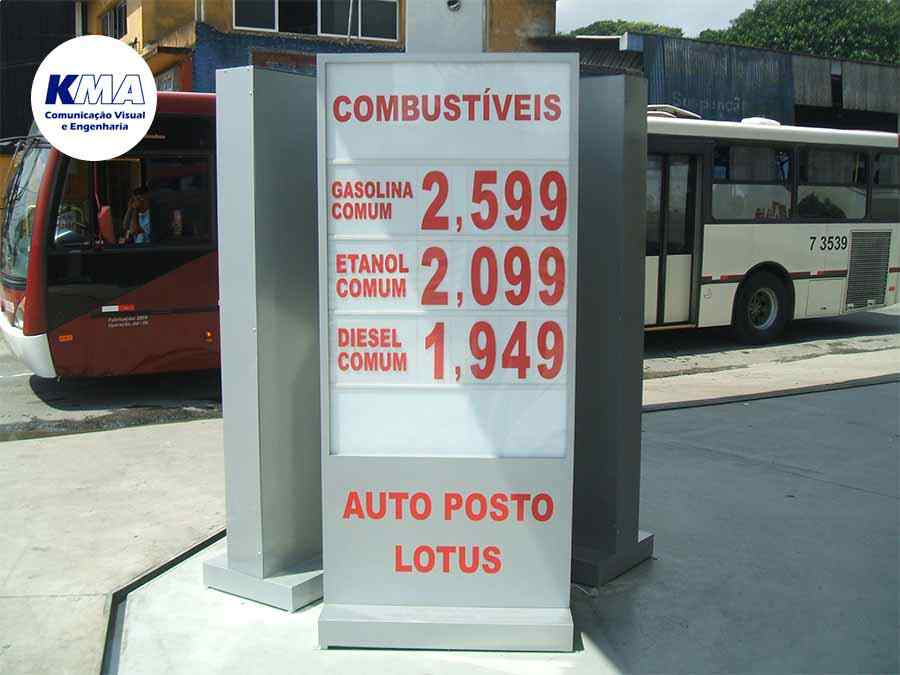 KMA
Comunicação Visual
e Engenharia
COMBUSTÍVEIS
GASOLINA
COMUM
2,599
ETANOL
COMUM
2,099
DIESEL
COMUM
1,949
AUTO POSTO
LOTUS
7 3539